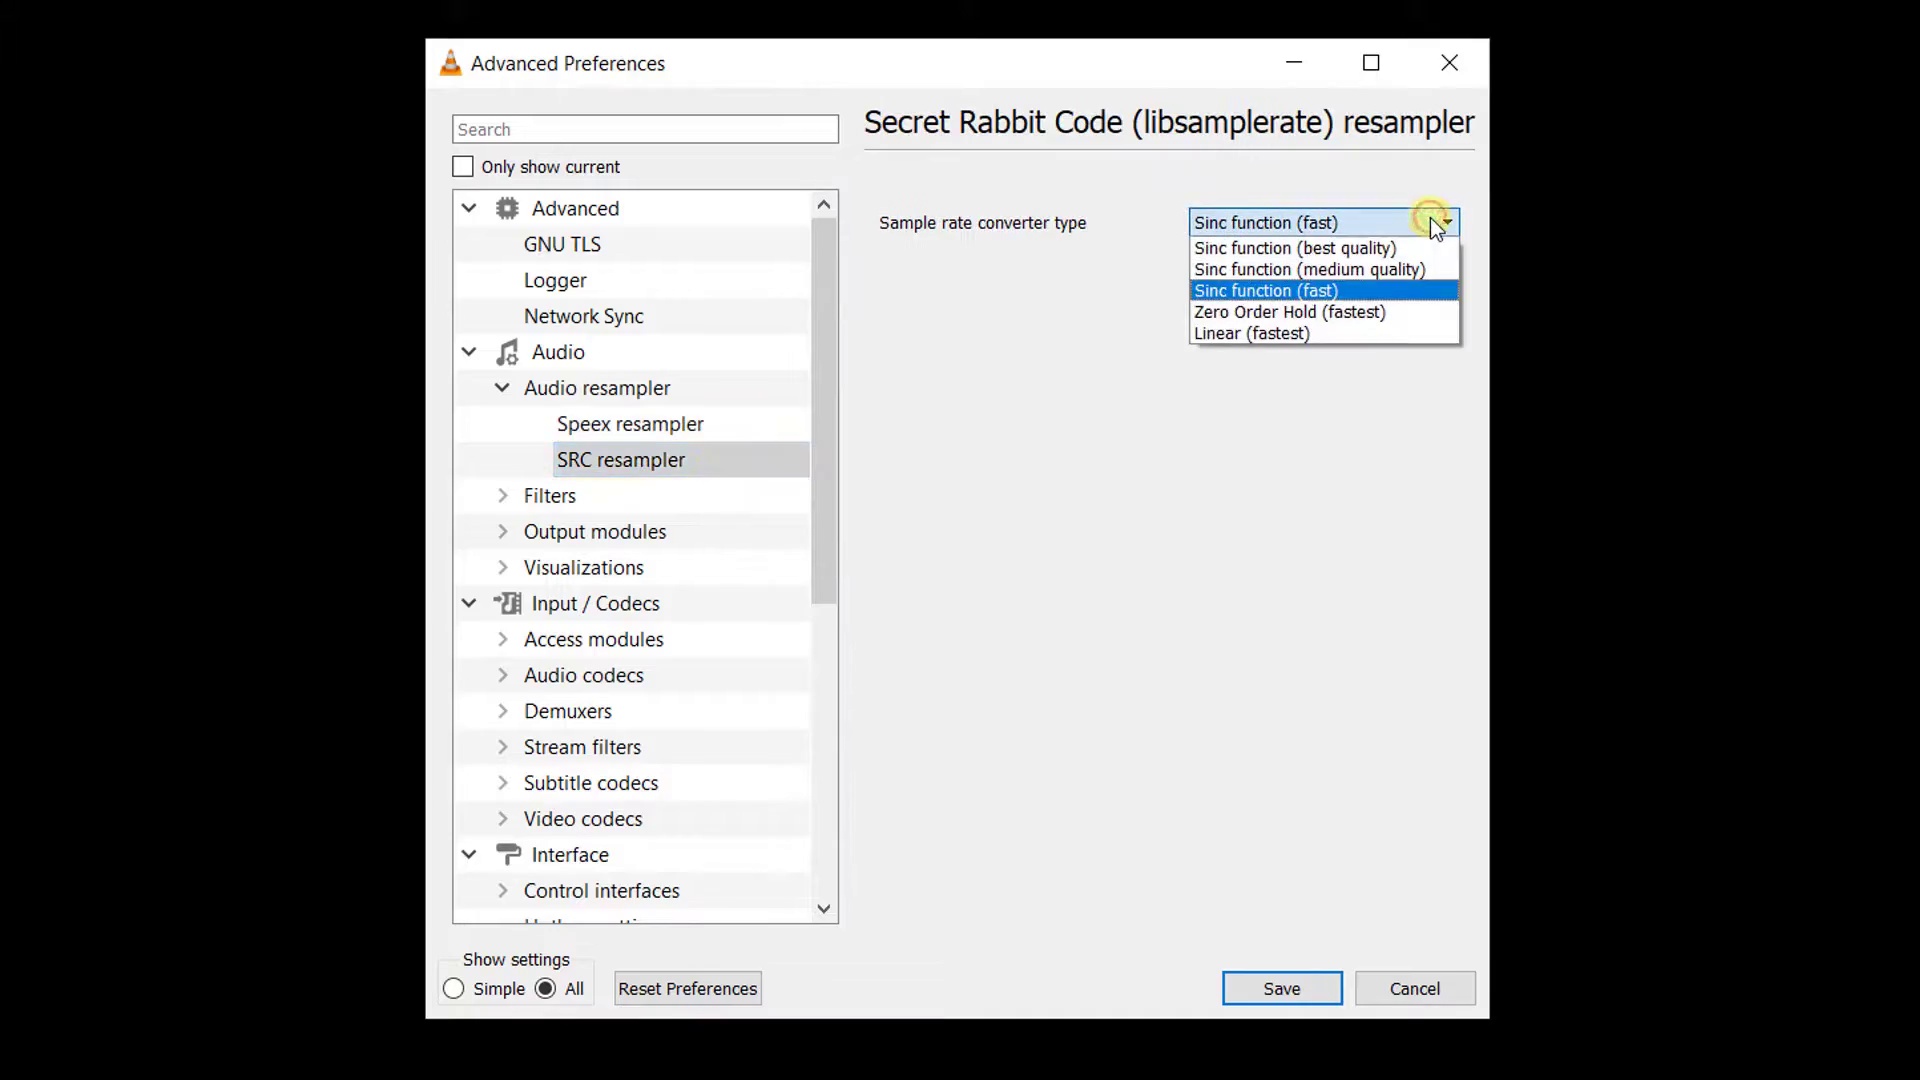 Advanced Preferences
Search
Only show current
Advanced
GNU TLS
Logger
Network Sync
Audio
Audio resampler
Speex resampler
SRC resampler
Filters
Output modules
Visualizations
Input / Codecs
Access modules
Audio codecs
Demuxers
Stream filters
Subtitle codecs
Video codecs
Interface
Control interfaces
Secret Rabbit Code (libsamplerate) resampler
Sample rate converter type
Sinc function (fast)
Sinc function (best quality)
Sinc function (medium quality)
Sinc function (fast)
Zero Order Hold (fastest)
Linear (fastest)
Show settings
Simple
All
Reset Preferences
Save
Cancel